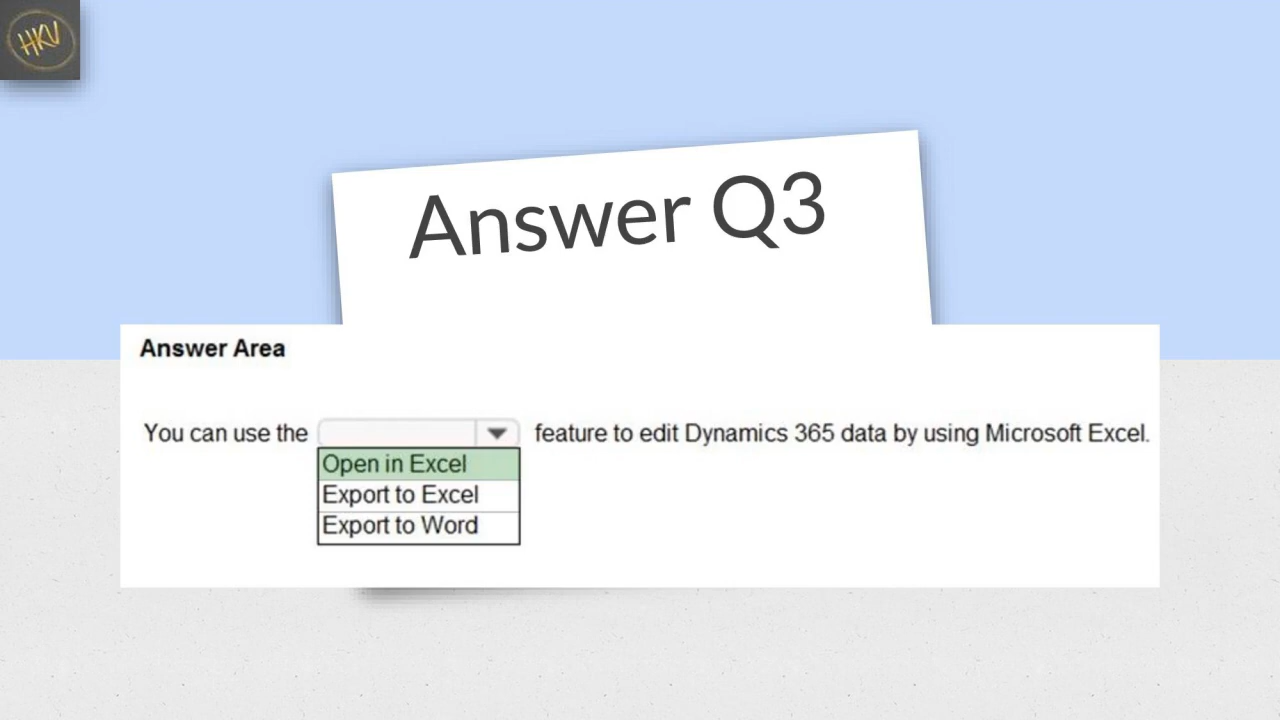 HKV
Answer Q3
Answer Area
You can use the feature to edit Dynamics 365 data by using Microsoft Excel.
Open in Excel
Export to Excel
Export to Word